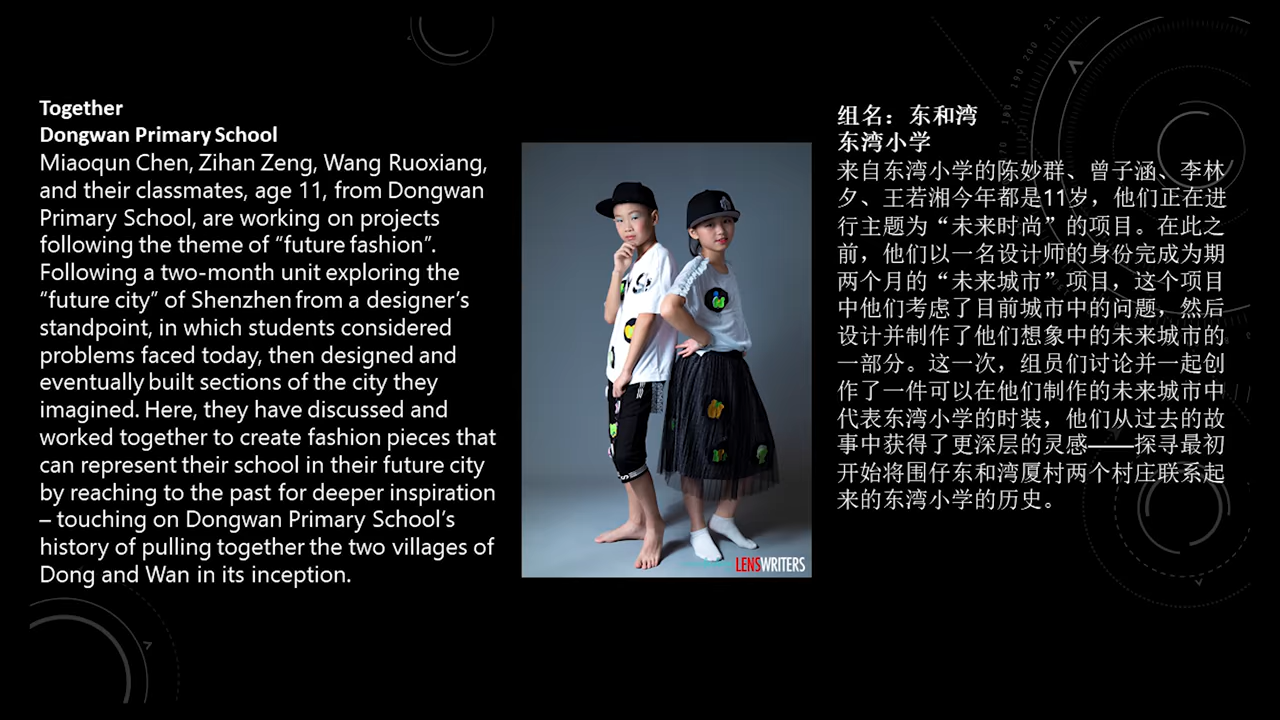 Together
Dongwan Primary School
Miaoqun Chen, Zihan Zeng, Wang Ruoxiang,
and their classmates, age 11, from Dongwan
Primary School, are working on projects
following the theme of “future fashion”.
Following a two-month unit exploring the
“future city” of Shenzhen from a designer’s
standpoint, in which students considered
problems faced today, then designed and
eventually built sections of the city they
imagined. Here, they have discussed and
worked together to create fashion pieces that
can represent their school in their future city
by reaching to the past for deeper inspiration
– touching on Dongwan Primary School’s
history of pulling together the two villages of
Dong and Wan in its inception.
LENSWRITERS
组名：东和湾
东湾小学
来自东湾小学的陈妙群、曾子涵、李林
夕、王若湘今年都是11岁，他们正在进
行主题为“未来时尚”的项目。在此之
前，他们以一名设计师的身份完成为期
两个月的“未来城市”项目，这个项目
中他们考虑了目前城市中的问题，然后
设计并制作了他们想象中的未来城市的
一部分。这一次，组员们讨论并一起创
作了一件可以在他们制作的未来城市中
代表东湾小学的时装，他们从过去的故
事中获得了更深层的灵感——探寻最初
开始将围仔东和湾厦村两个村庄联系起
来的东湾小学的历史。